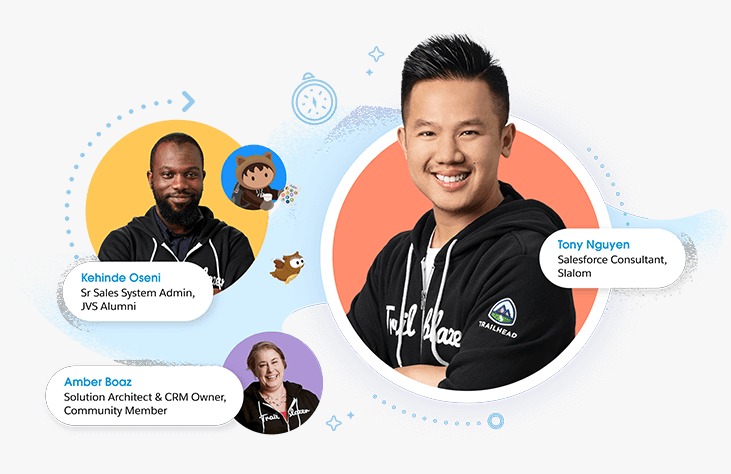 Kehinde Oseni
Sr Sales System Admin,
JVS Alumni
Tony Nguyen
Salesforce Consultant,
Slalom
Trailblazer
TRAILHEAD
Amber Boaz
Solution Architect & CRM Owner,
Community Member
Trailblazer